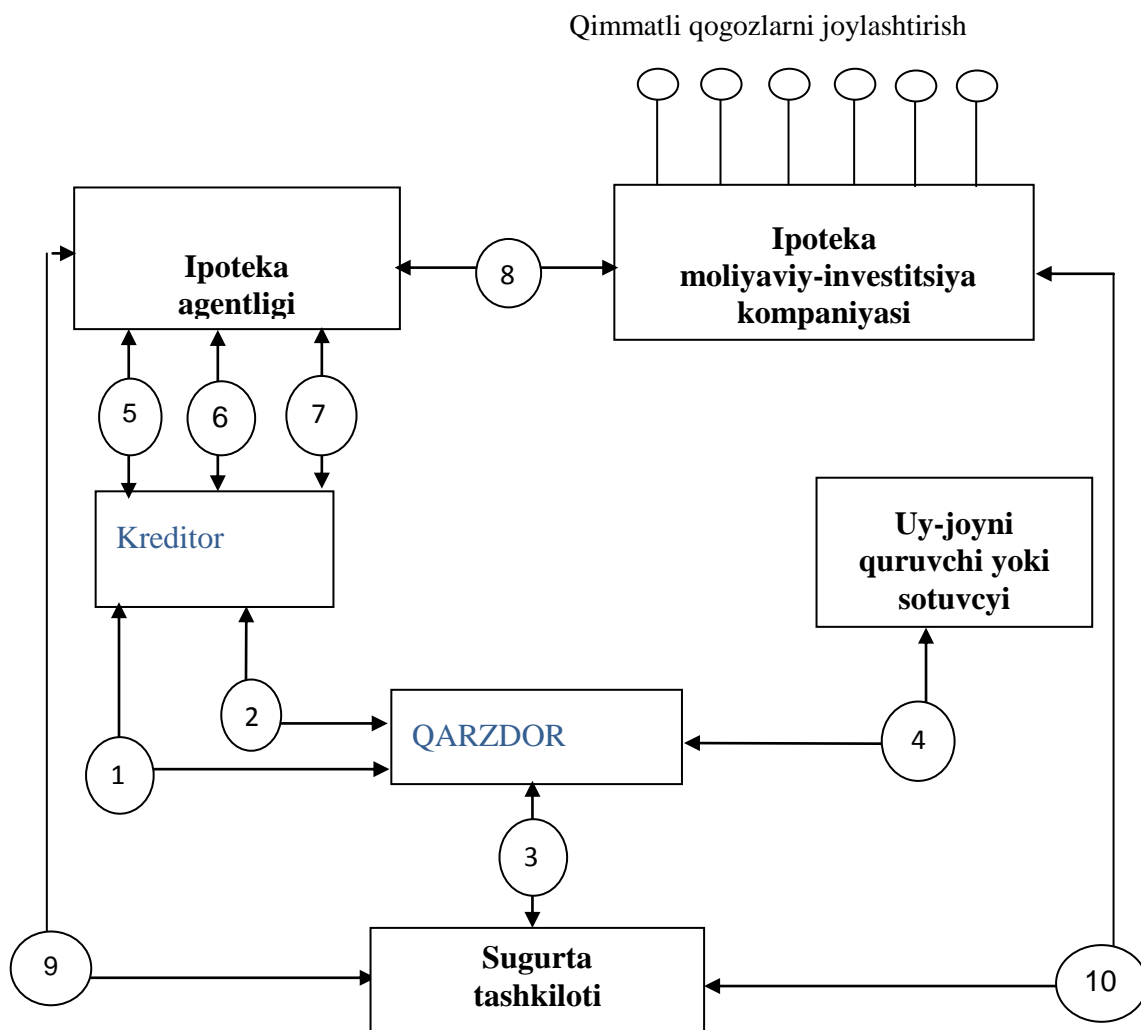 Qimmatli qogozlarni joylashtirish
Ipoteka
agentligi
8
Ipoteka
moliyaviy-investitsiya
kompaniyasi
5
6
7
Kreditor
Uy-joyni
quruvchi yoki
sotuvcyi
2
QARZDOR
4
1
3
9
Sugurta
tashkiloti
10